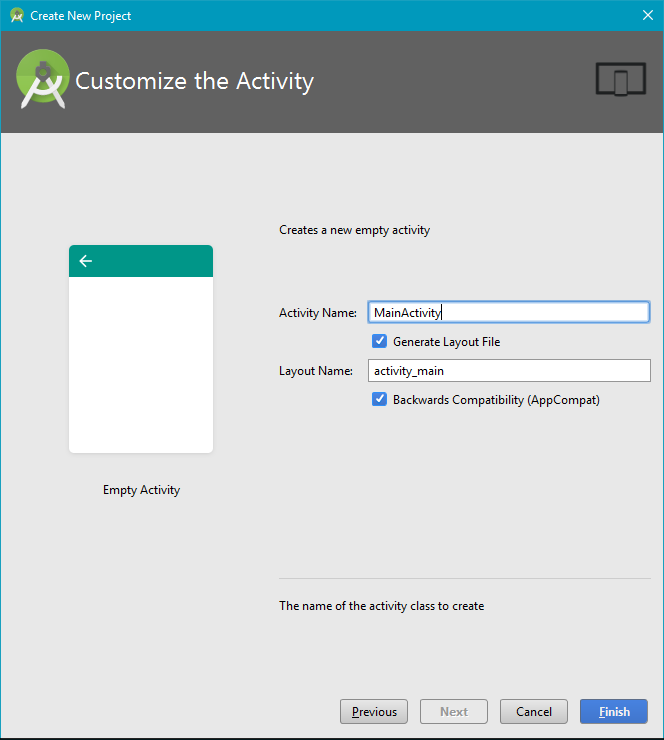 Create New Project
Customize the Activity
Creates a new empty activity
Activity Name: MainActivity
Generate Layout File
Layout Name: activity_main
Backwards Compatibility (AppCompat)
Empty Activity
The name of the activity class to create
Previous Next Cancel Finish